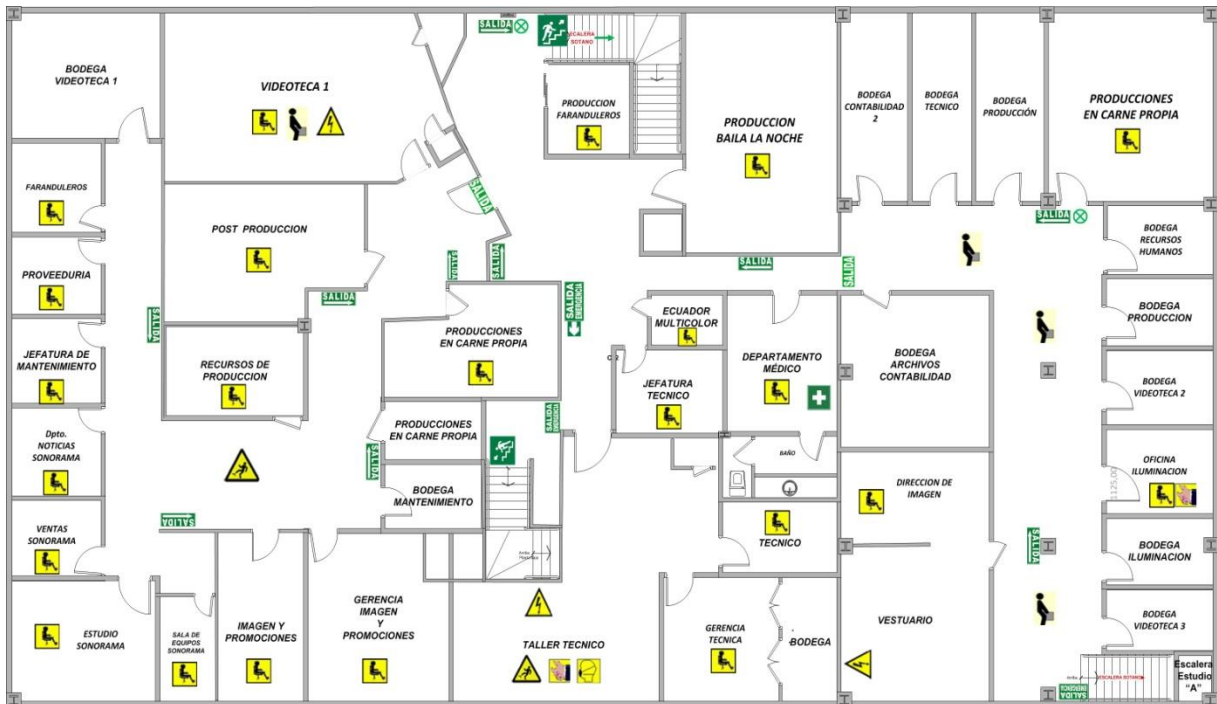 SALIDA
ESCALERA
SOTANO
BODEGA
VIDEOTECA 1
VIDEOTECA 1
PRODUCCION
FARANDULEROS
PRODUCCION
BAILA LA NOCHE
BODEGA
CONTABILIDAD
2
BODEGA
TECNICO
BODEGA
PRODUCCIÓN
PRODUCCIONES
EN CARNE PROPIA
FARANDULEROS
SALIDA
POST PRODUCCION
SALIDA
BODEGA
RECURSOS
HUMANOS
PROVEEDURIA
SALIDA
SALIDA
SALIDA
SALIDA
SALIDA
SALIDA
SALIDA
EMERGENCIA
BODEGA
PRODUCCION
SALIDA
ECUADOR
MULTICOLOR
JEFATURA DE
MANTENIMIENTO
RECURSOS DE
PRODUCCION
PRODUCCIONES
EN CARNE PROPIA
JEFATURA
TECNICO
DEPARTAMENTO
MÉDICO
BODEGA
ARCHIVOS
CONTABILIDAD
BODEGA
VIDEOTECA 2
Dpto.
NOTICIAS
SONORAMA
PRODUCCIONES
EN CARNE PROPIA
SALIDA
EMERGENCIA
SALIDA
BAÑO
OFICINA
ILUMINACION
1125,00
BODEGA
MANTENIMIENTO
DIRECCION DE
IMAGEN
VENTAS
SONORAMA
SALIDA
TECNICO
SALIDA
BODEGA
ILUMINACION
ESTUDIO
SONORAMA
SALA DE
EQUIPOS
SONORAMA
IMAGEN Y
PROMOCIONES
GERENCIA
IMAGEN
Y
PROMOCIONES
TALLER TECNICO
GERENCIA
TECNICA
BODEGA
VESTUARIO
BODEGA
VIDEOTECA 3
SALIDA
EMERGENCIA
ESCALERA SOTANO
Escalera
Estudio
"A"